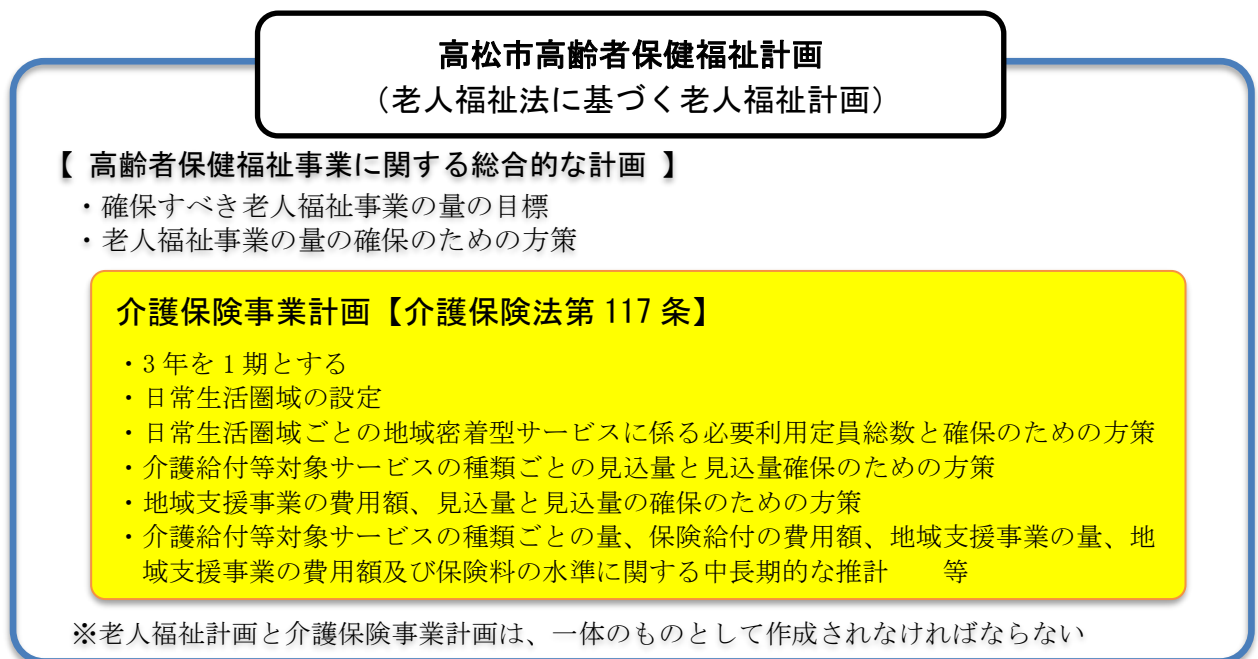 高松市高齢者保健福祉計画
(老人福祉法に基づく老人福祉計画)
【 高齢者保健福祉事業に関する総合的な計画 】
・確保すべき老人福祉事業の量の目標
・老人福祉事業の量の確保のための方策
介護保険事業計画【介護保険法第 117 条】
・3 年を 1 期とする
・日常生活圏域の設定
・日常生活圏域ごとの地域密着型サービスに係る必要利用定員総数と確保のための方策
・介護給付等対象サービスの種類ごとの見込量と見込量確保のための方策
・地域支援事業の費用額、見込量と見込量の確保のための方策
・介護給付等対象サービスの種類ごとの量、保険給付の費用額、地域支援事業の量、地
域支援事業の費用額及び保険料の水準に関する中長期的な推計　　等
※老人福祉計画と介護保険事業計画は、一体のものとして作成されなければならない